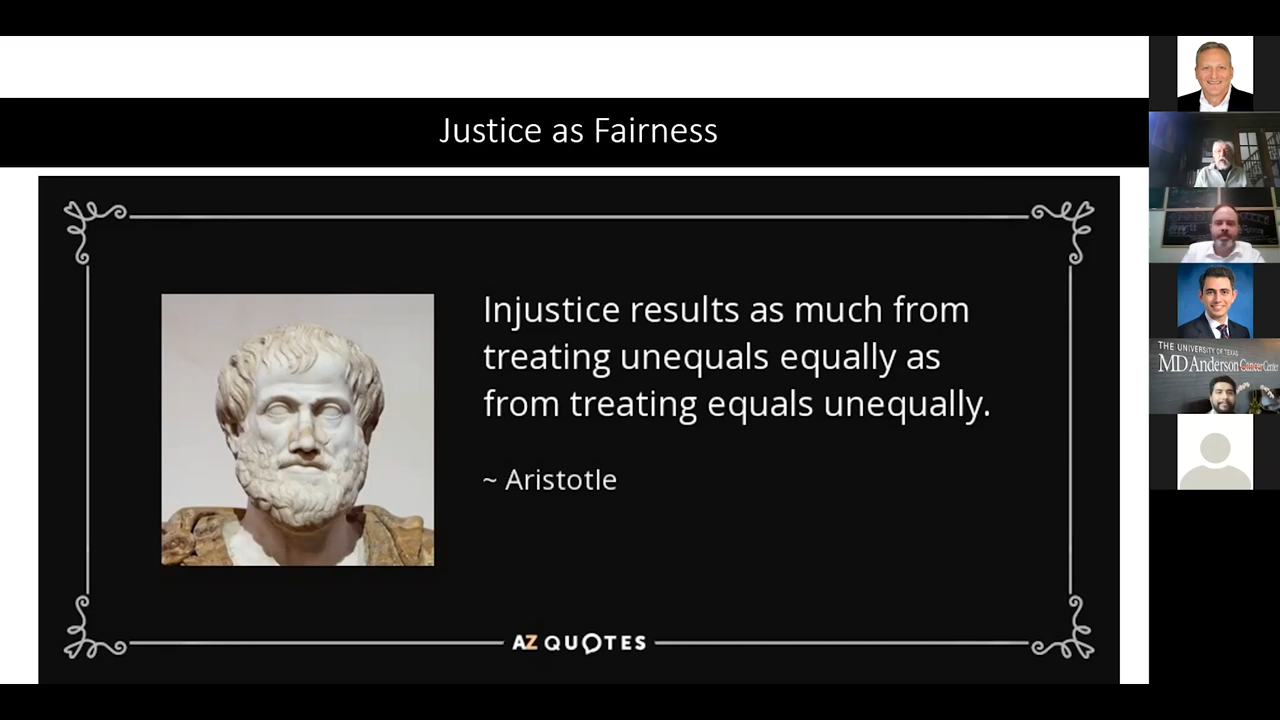 Justice as Fairness
Injustice results as much from
treating unequals equally as
from treating equals unequally.
~ Aristotle
AZ QUOTES
THE UNIVERSITY OF TEXAS
MD Anderson Cancer Center